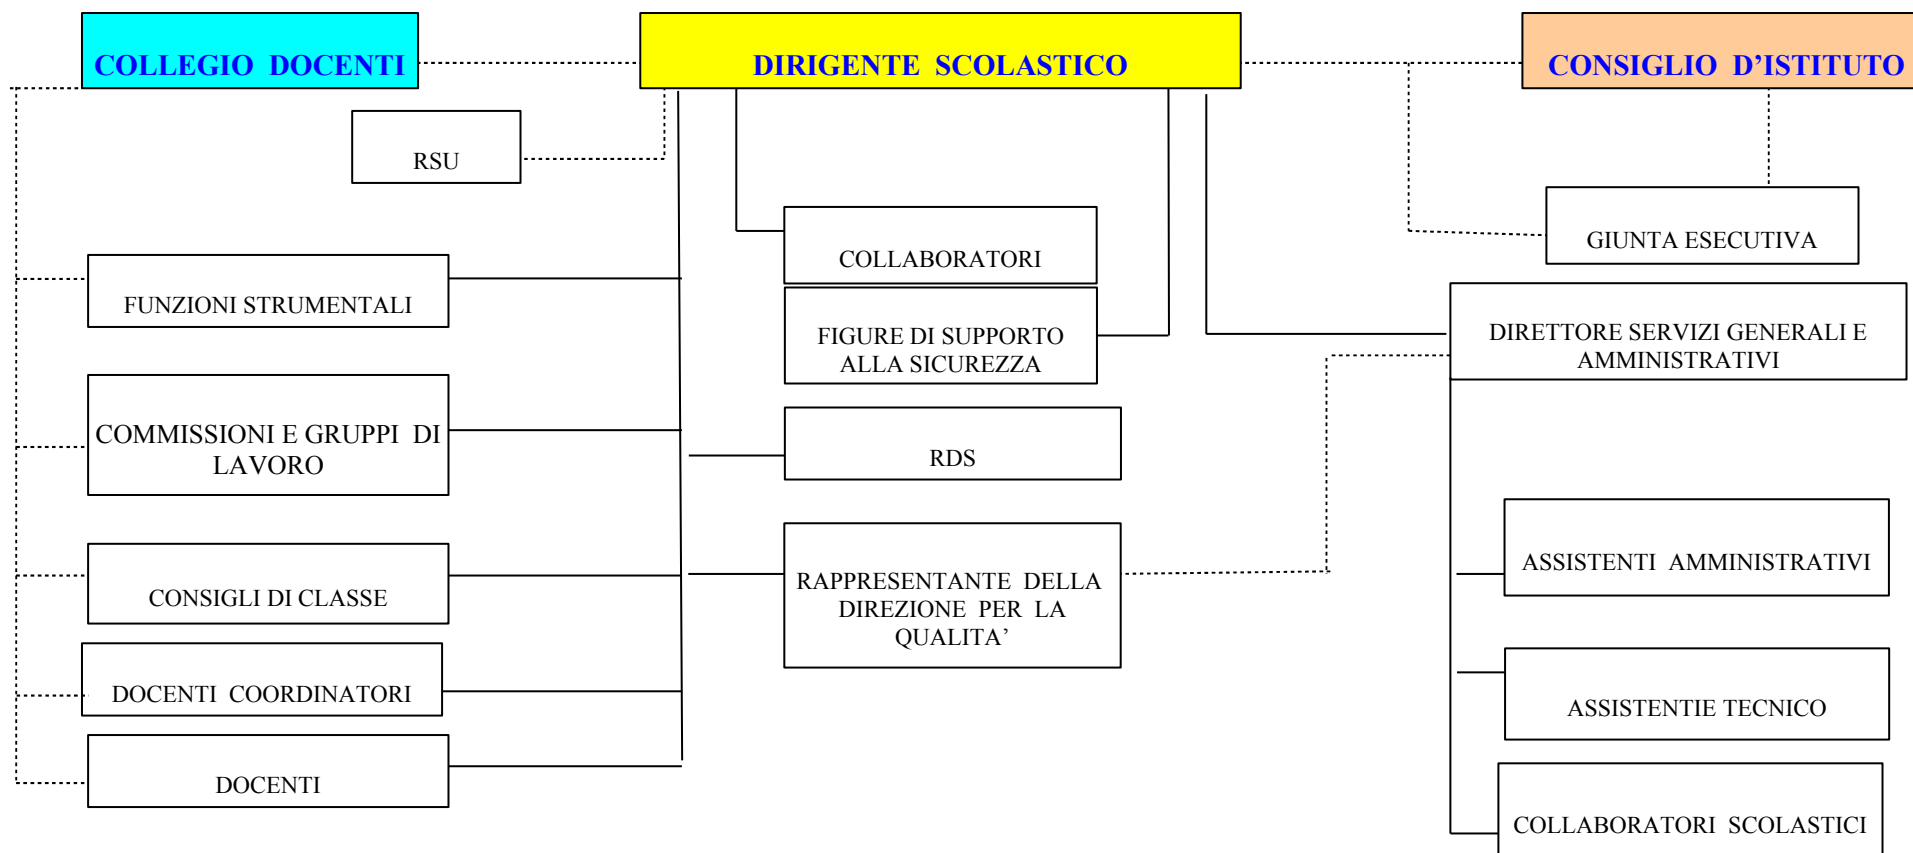 COLLEGIO DOCENTI
DIRIGENTE SCOLASTICO
CONSIGLIO D’ISTITUTO
RSU
GIUNTA ESECUTIVA
COLLABORATORI
FUNZIONI STRUMENTALI
FIGURE DI SUPPORTO
ALLA SICUREZZA
DIRETTORE SERVIZI GENERALI E
AMMINISTRATIVI
COMMISSIONI E GRUPPI DI
LAVORO
RDS
ASSISTENTI AMMINISTRATIVI
CONSIGLI DI CLASSE
RAPPRESENTANTE DELLA
DIREZIONE PER LA
QUALITA’
DOCENTI COORDINATORI
ASSISTENTIE TECNICO
DOCENTI
COLLABORATORI SCOLASTICI